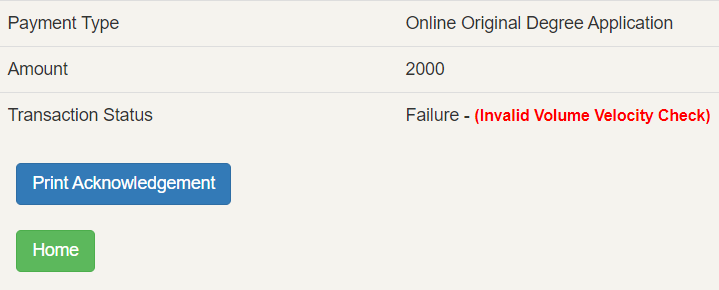 Payment Type Online Original Degree Application
Amount 2000
Transaction Status Failure - (Invalid Volume Velocity Check)
Print Acknowledgement
Home